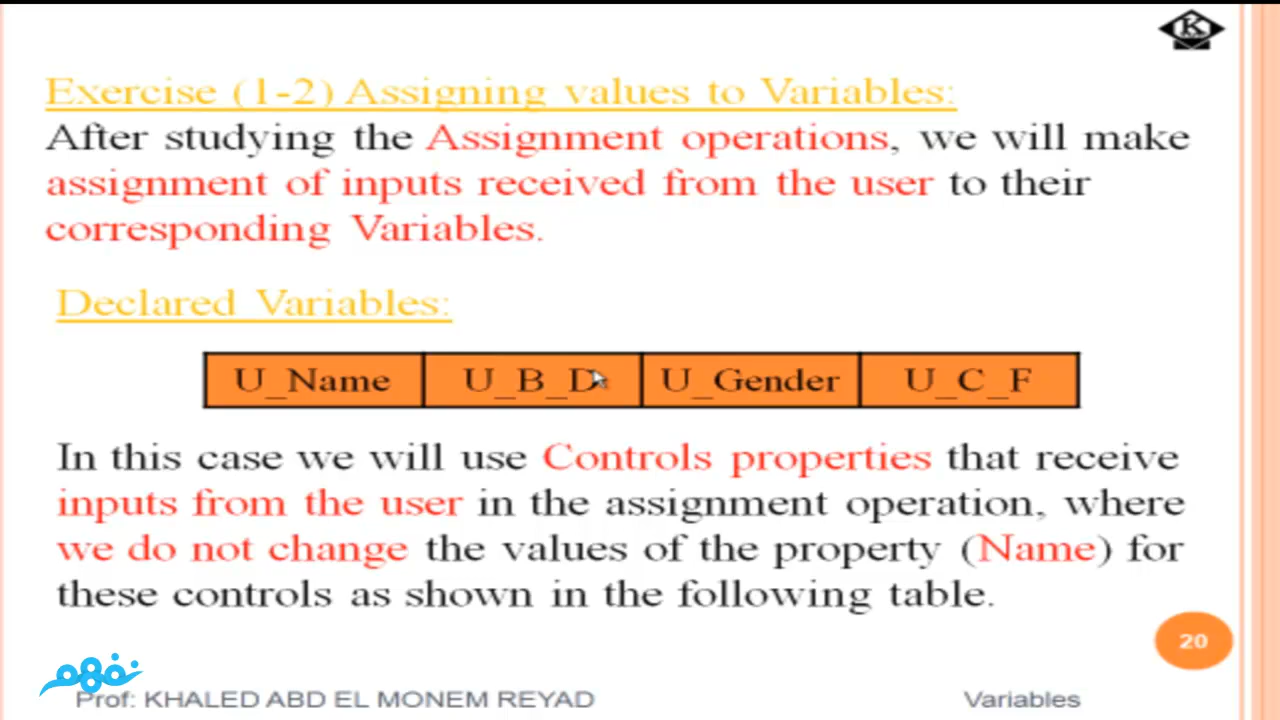 K
Exercise (1-2) Assigning values to Variables:
After studying the Assignment operations, we will make
assignment of inputs received from the user to their
corresponding Variables.
Declared Variables:
U_Name U_B_D U_Gender U_C_F
In this case we will use Controls properties that receive
inputs from the user in the assignment operation, where
we do not change the values of the property (Name) for
these controls as shown in the following table.
20
نفهم
Prof: KHALED ABD EL MONEM REYAD Variables